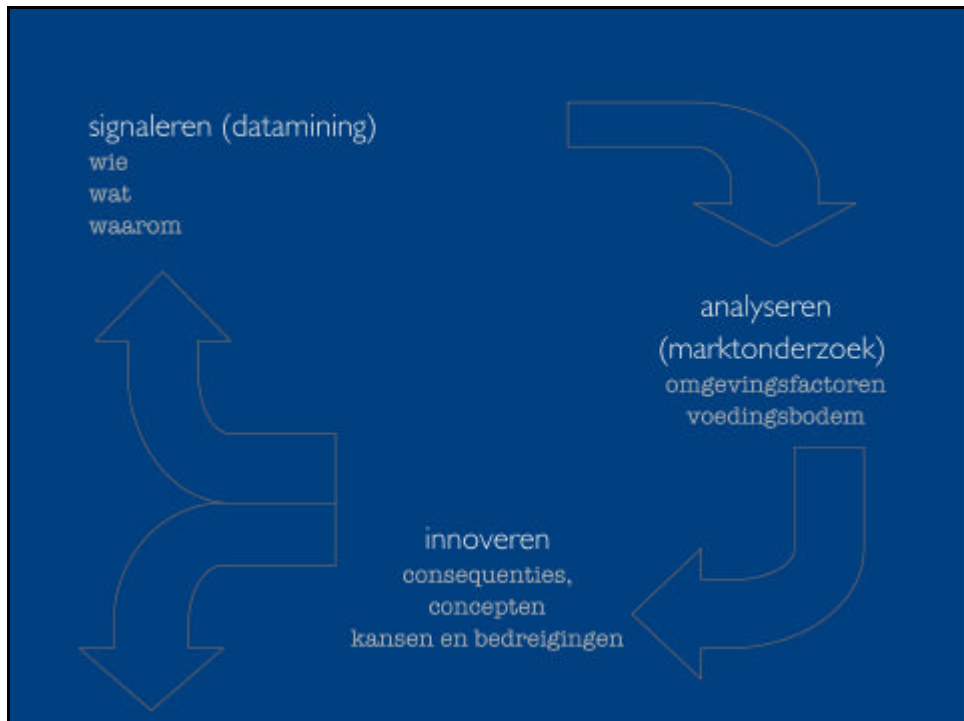 signaleren (datamining)
wie
wat
waarom
analyseren
(marktonderzoek)
omgevingsfactoren
voedingsbodem
innoveren
consequenties,
concepten
kansen en bedreigingen